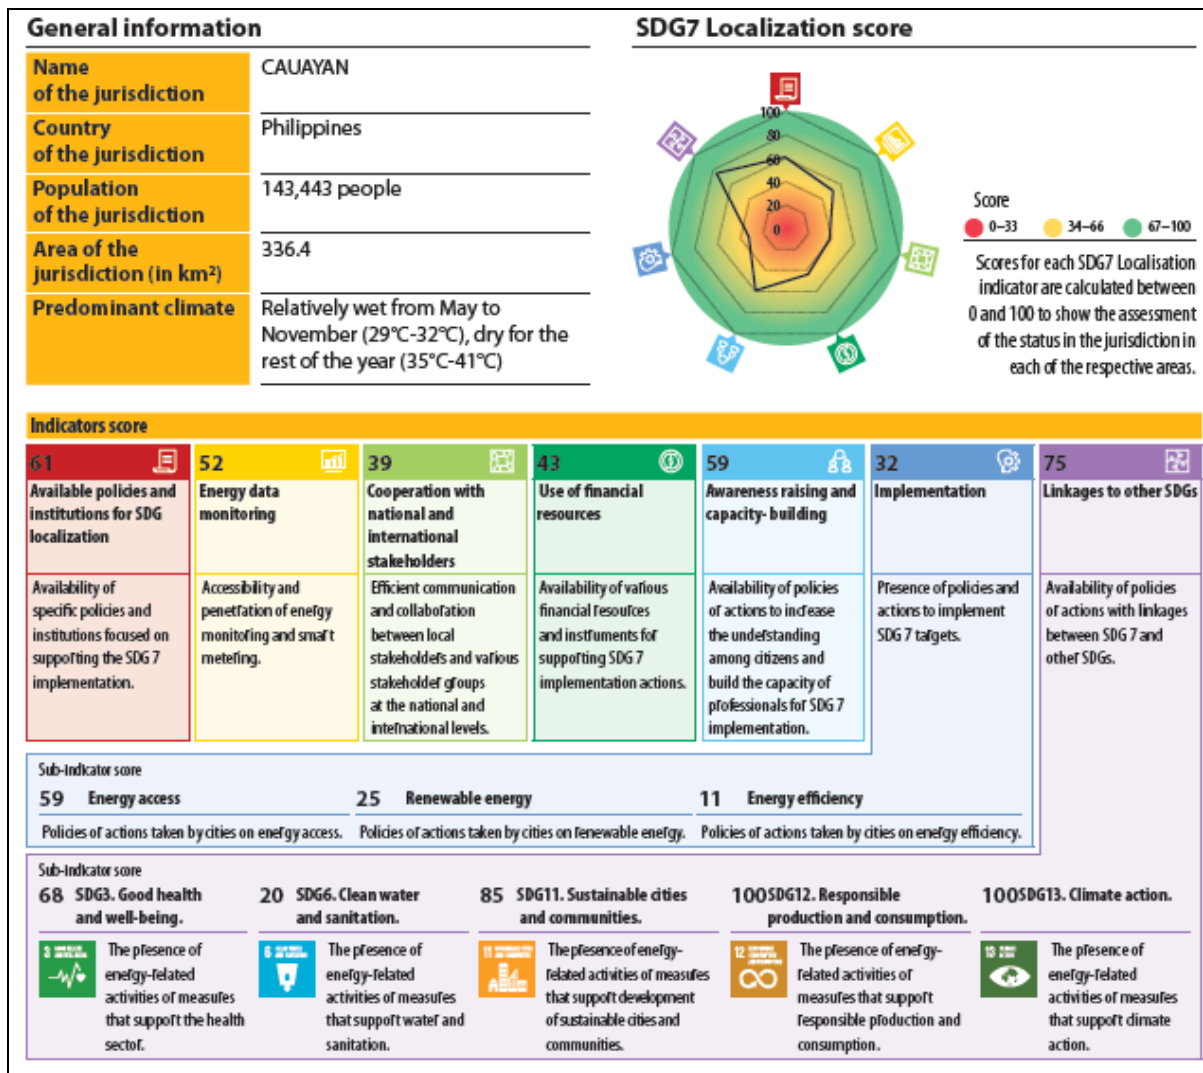 General information
Name
of the jurisdiction
CAUAYAN
Country
of the jurisdiction
Philippines
Population
of the jurisdiction
143,443 people
Area of the
jurisdiction (in km²)
336.4
Predominant climate
Relatively wet from May to
November (29°C-32°C), dry for the
rest of the year (35°C-41°C)
SDG7 Localization score
100
80
60
40
20
0
Score
0–33
34–66
67–100
Scores for each SDG7 Localisation
indicator are calculated between
0 and 100 to show the assessment
of the status in the jurisdiction in
each of the respective areas.
Indicators score
61
Available policies and
institutions for SDG
localization
Availability of
specific policies and
institutions focused on
supporting the SDG 7
implementation.
52
Energy data
monitoring
Accessibility and
penetration of energy
monitoring and smart
metering.
39
Cooperation with
national and
international
stakeholders
Efficient communication
and collaboration
between local
stakeholders and various
stakeholder groups
at the national and
international levels.
43
Use of financial
resources
Availability of various
financial resources
and instruments for
supporting SDG 7
implementation actions.
59
Awareness raising and
capacity- building
Availability of policies
of actions to increase
the understanding
among citizens and
build the capacity of
professionals for SDG 7
implementation.
32
Implementation
Presence of policies and
actions to implement
SDG 7 targets.
75
Linkages to other SDGs
Availability of policies
of actions with linkages
between SDG 7 and
other SDGs.
Sub-indicator score
59 Energy access
Policies of actions taken by cities on energy access.
25 Renewable energy
Policies of actions taken by cities on renewable energy.
11 Energy efficiency
Policies of actions taken by cities on energy efficiency.
Sub-indicator score
68 SDG3. Good health
and well-being.
3
The presence of
energy-related
activities of measures
that support the health
sector.
20 SDG6. Clean water
and sanitation.
6
The presence of
energy-related
activities of measures
that support water and
sanitation.
85 SDG11. Sustainable cities
and communities.
11
The presence of energy-
related activities of measures
that support development
of sustainable cities and
communities.
100 SDG12. Responsible
production and consumption.
12
The presence of energy-
related activities of
measures that support
responsible production and
consumption.
100 SDG13. Climate action.
13
The presence of
energy-related
activities of measures
that support climate
action.